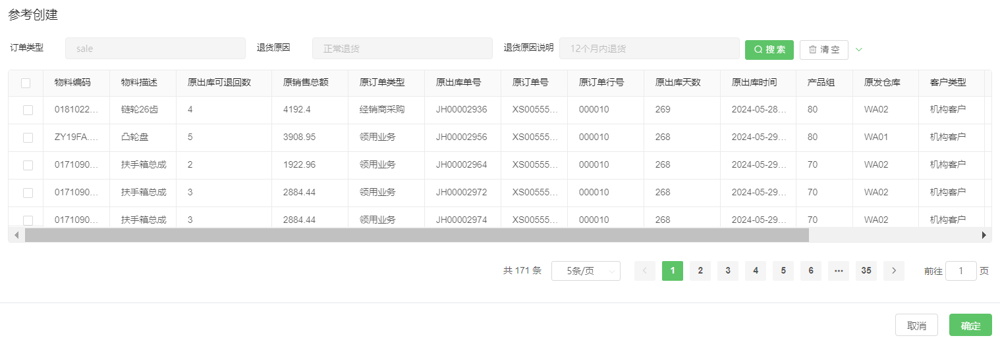 参考创建
订单类型 sale 退货原因 正常退货 退货原因说明 12个月内退货 搜索 清空
物料编码 物料描述 原出库可退回数 原销售总额 原订单类型 原出库单号 原订单号 原订单行号 原出库天数 原出库时间 产品组 原发仓库 客户类型
0181022... 链轮26齿 4 4192.4 经销商采购 JH00002936 XS00555... 000010 269 2024-05-28... 80 WA02 机构客户
ZY19FA.... 凸轮盘 5 3908.95 领用业务 JH00002956 XS00555... 000010 268 2024-05-29... 80 WA01 机构客户
0171090... 扶手箱总成 2 1922.96 领用业务 JH00002964 XS00555... 000010 268 2024-05-29... 70 WA02 机构客户
0171090... 扶手箱总成 3 2884.44 领用业务 JH00002972 XS00555... 000010 268 2024-05-29... 70 WA02 机构客户
0171090... 扶手箱总成 3 2884.44 领用业务 JH00002974 XS00555... 000010 268 2024-05-29... 70 WA02 机构客户
共 171 条 5条/页 1 2 3 4 5 6 ••• 35 前往 1 页
取消 确定